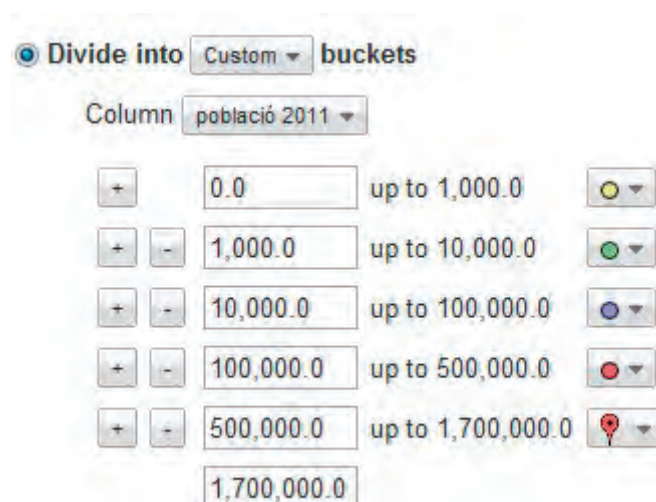 Divide into Custom buckets
Column població 2011
+ 0.0 up to 1,000.0
+ - 1,000.0 up to 10,000.0
+ - 10,000.0 up to 100,000.0
+ - 100,000.0 up to 500,000.0
+ - 500,000.0 up to 1,700,000.0
1,700,000.0